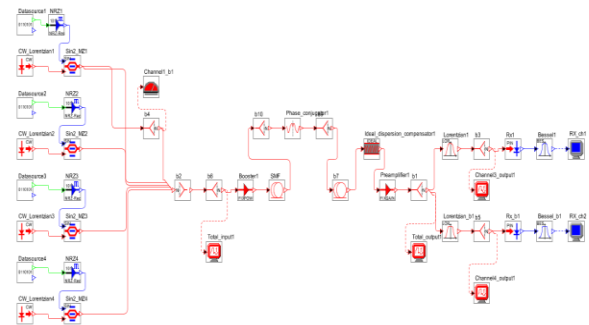 Datasource1
NRZ1
CW_Lorentzian1
Sin2_MZ1
Channel1_b1
Datasource2
NRZ2
b4
b10
Phase_conjugator1
Ideal_dispersion_compensator1
Lorentzian1
b3
Rx1
Bessel1
RX_ch1
CW_Lorentzian2
Sin2_MZ2
Datasource3
NRZ3
b2
b6
Booster1
SMF
b7
Preamplifier1
b1
Channel3_output1
CW_Lorentzian3
Sin2_MZ3
Total_input1
Total_output1
Lorentzian_b1
b5
Rx_b1
Bessel_b1
RX_ch2
Datasource4
NRZ4
Channel4_output1
CW_Lorentzian4
Sin2_MZ4